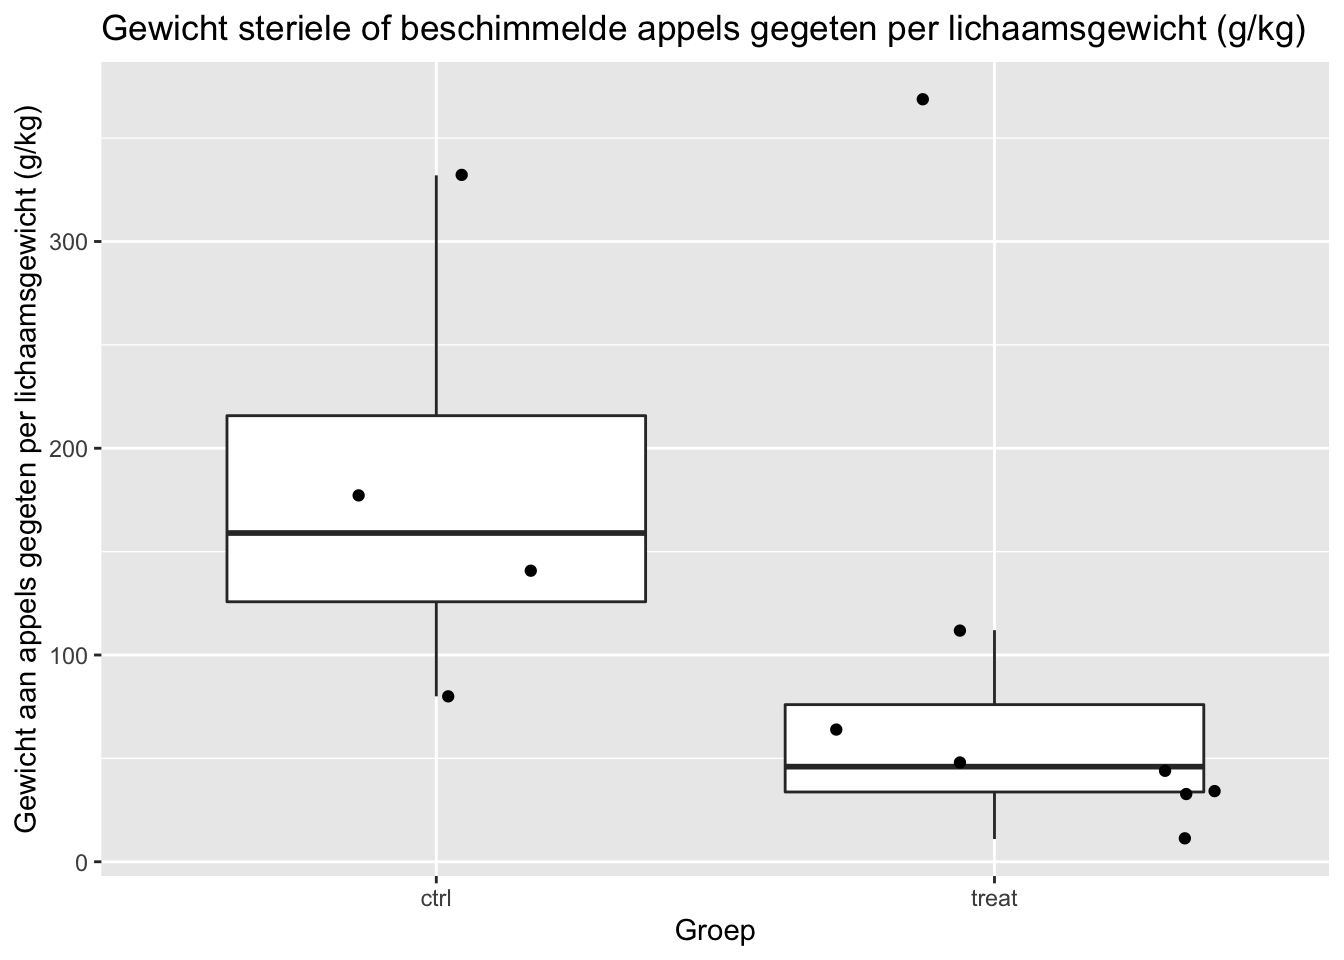 Gewicht steriele of beschimmelde appels gegeten per lichaamsgewicht (g/kg)
Gewicht aan appels gegeten per lichaamsgewicht (g/kg)
300
200
100
0
ctrl
treat
Groep